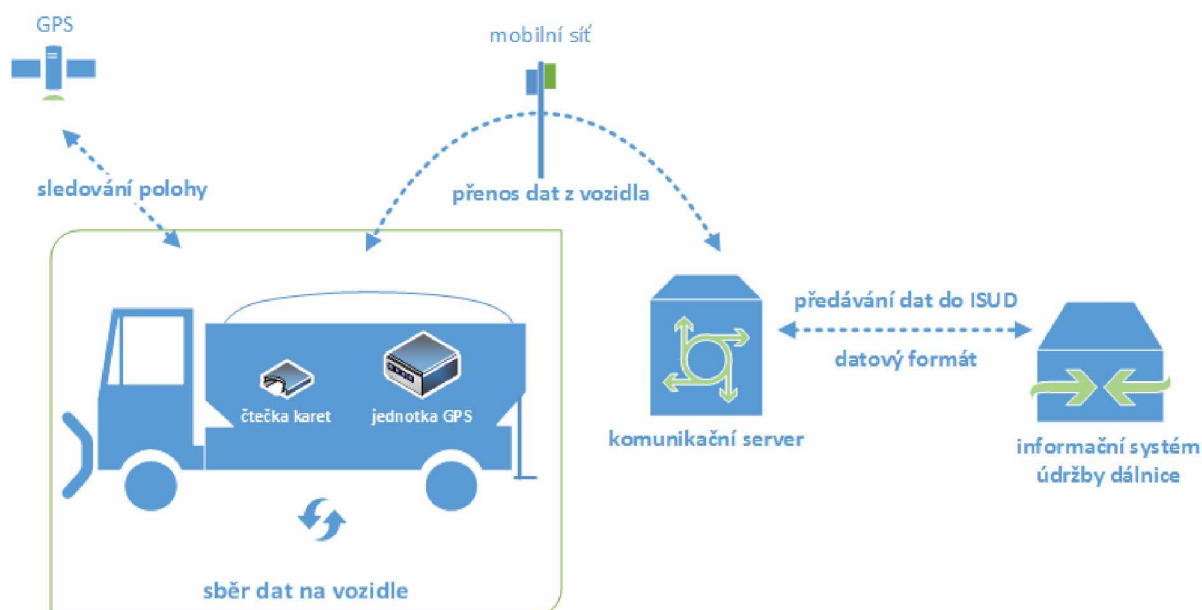 GPS
mobilní síť
sledování polohy
přenos dat z vozidla
čtečka karet
jednotka GPS
sběr dat na vozidle
komunikační server
předávání dat do ISUD
datový formát
informační systém
údržby dálnice